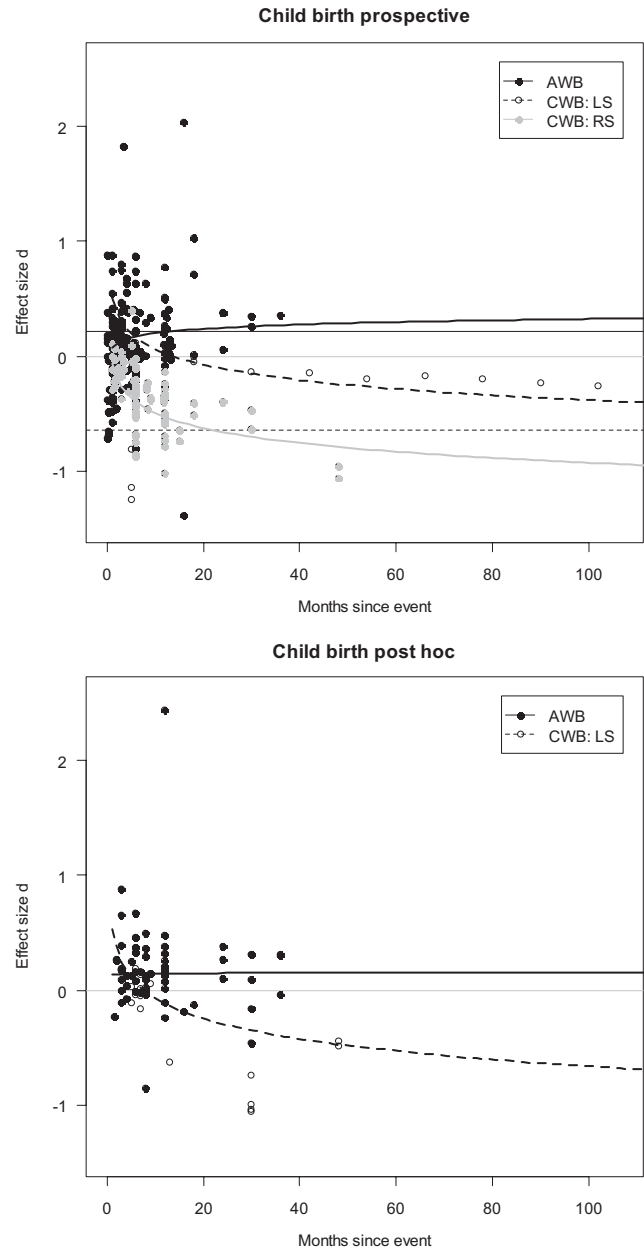 Child birth prospective
AWB
CWB: LS
CWB: RS
2
1
0
-1
Effect size d
0 20 40 60 80 100
Months since event
Child birth post hoc
AWB
CWB: LS
2
1
0
-1
Effect size d
0 20 40 60 80 100
Months since event